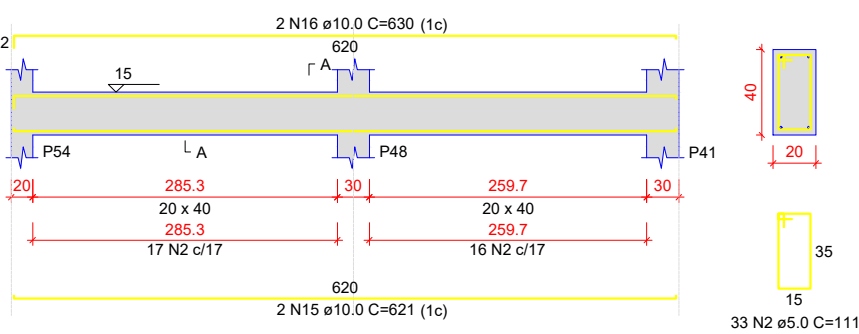 2 N16 ø10.0 C=630 (1c)
2
620
A
15
40
A
P54
P48
P41
20
20
285.3
30
259.7
30
20 x 40
20 x 40
285.3
259.7
17 N2 c/17
16 N2 c/17
35
620
15
2 N15 ø10.0 C=621 (1c)
33 N2 ø5.0 C=111